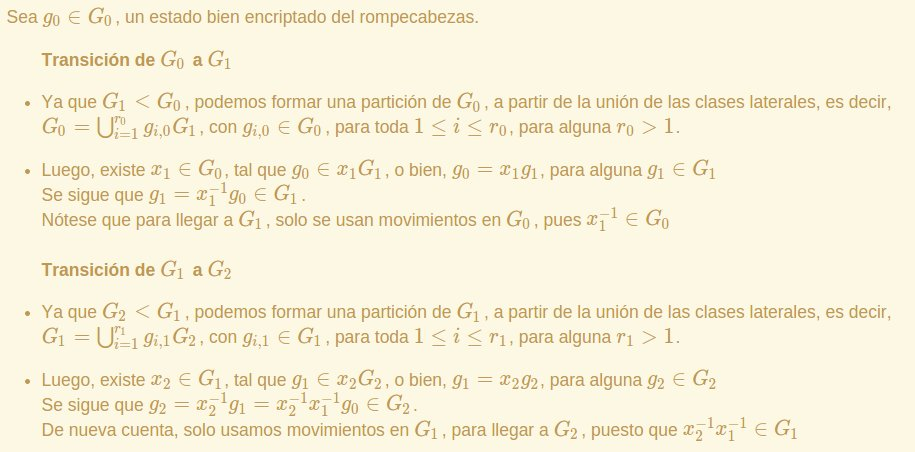 Sea $g_0 \in G_0$, un estado bien encriptado del rompecabezas.
Transición de $G_0$ a $G_1$
• Ya que $G_1 < G_0$, podemos formar una partición de $G_0$, a partir de la unión de las clases laterales, es decir,
$G_0 = \bigcup_{i=1}^{r_0} g_{i,0}G_1$, con $g_{i,0} \in G_0$, para toda $1 \leq i \leq r_0$, para alguna $r_0 > 1$.
• Luego, existe $x_1 \in G_0$, tal que $g_0 \in x_1G_1$, o bien, $g_0 = x_1g_1$, para alguna $g_1 \in G_1$
Se sigue que $g_1 = x_1^{-1}g_0 \in G_1$.
Nótese que para llegar a $G_1$, solo se usan movimientos en $G_0$, pues $x_1^{-1} \in G_0$
Transición de $G_1$ a $G_2$
• Ya que $G_2 < G_1$, podemos formar una partición de $G_1$, a partir de la unión de las clases laterales, es decir,
$G_1 = \bigcup_{i=1}^{r_1} g_{i,1}G_2$, con $g_{i,1} \in G_1$, para toda $1 \leq i \leq r_1$, para alguna $r_1 > 1$.
• Luego, existe $x_2 \in G_1$, tal que $g_1 \in x_2G_2$, o bien, $g_1 = x_2g_2$, para alguna $g_2 \in G_2$
Se sigue que $g_2 = x_2^{-1}g_1 = x_2^{-1}x_1^{-1}g_0 \in G_2$.
De nueva cuenta, solo usamos movimientos en $G_1$, para llegar a $G_2$, puesto que $x_2^{-1}x_1^{-1} \in G_1$